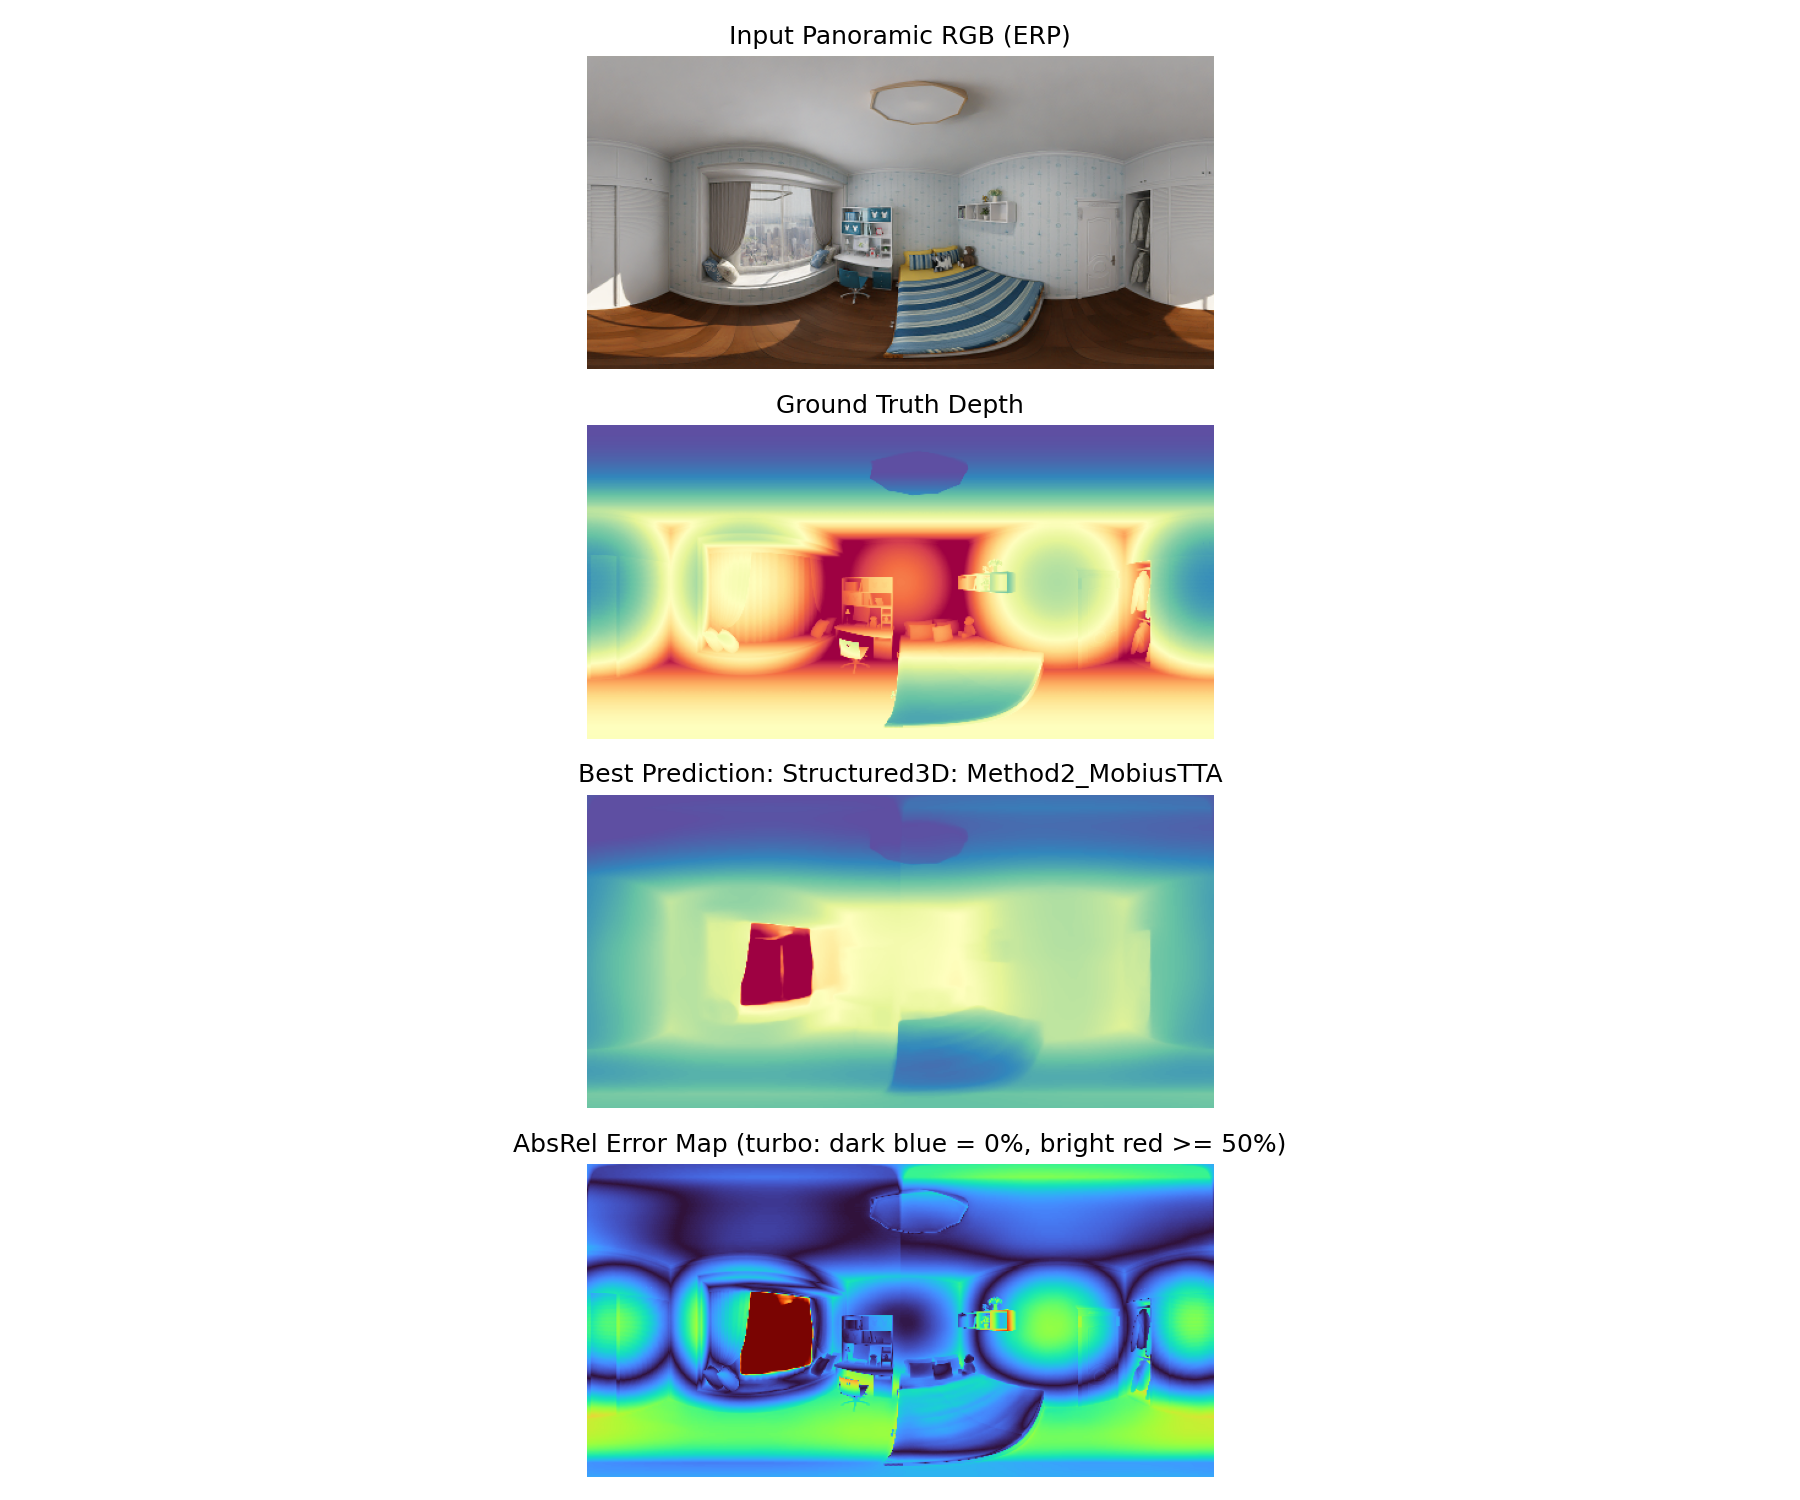 Input Panoramic RGB (ERP)
Ground Truth Depth
Best Prediction: Structured3D: Method2_MobiusTTA
AbsRel Error Map (turbo: dark blue = 0%, bright red >= 50%)